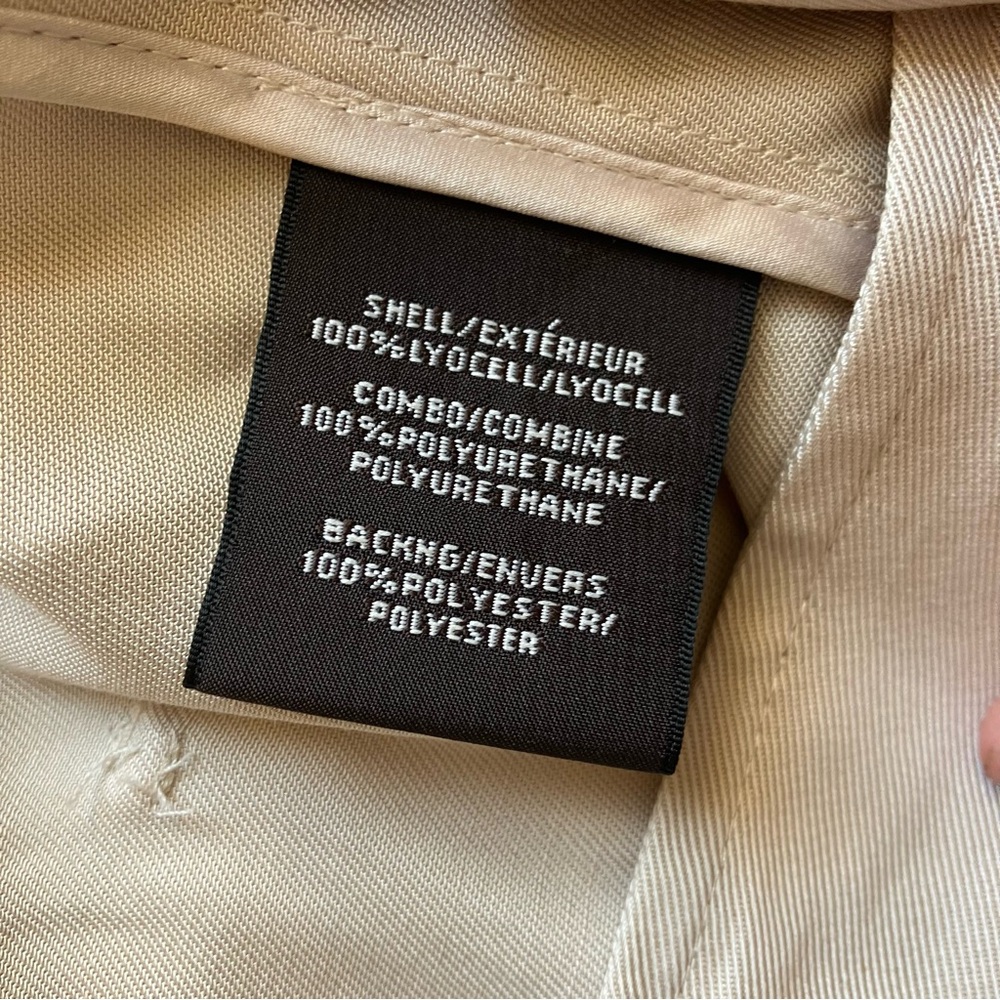 SHELL/EXTÉRIEUR
100%LYOCELL/LYOCELL
COMBO/COMBINE
100%POLYURETHANE/
POLYURETHANE
BACKNG/ENVERS
100%POLYESTER/
POLYESTER